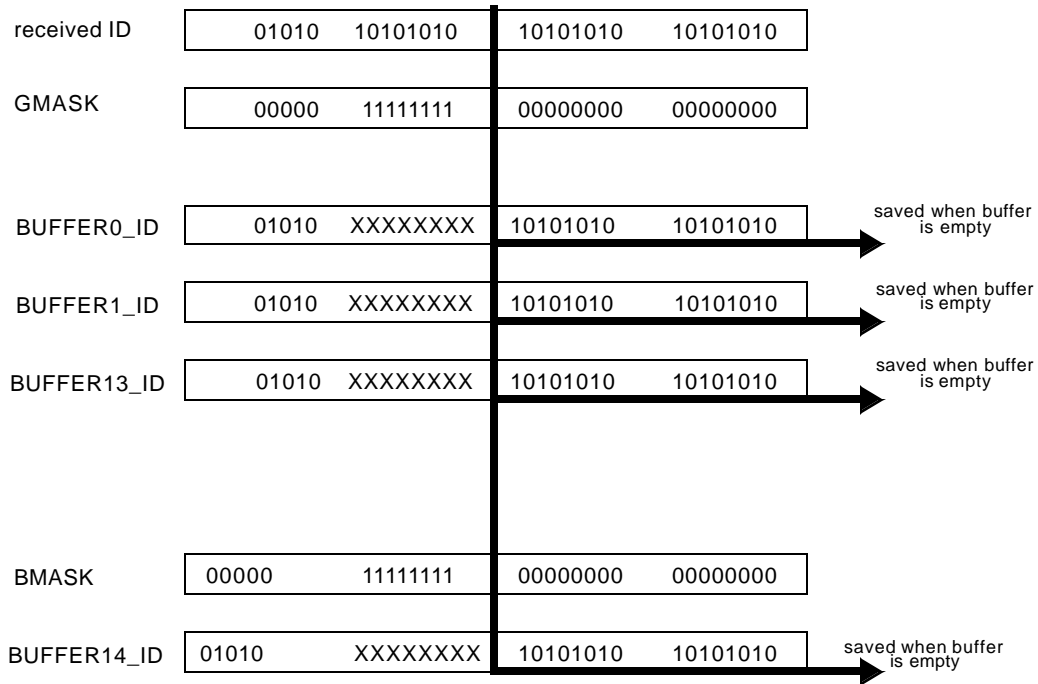 received ID 01010 10101010 10101010 10101010
GMASK 00000 11111111 00000000 00000000
BUFFER0_ID 01010 XXXXXXXX 10101010 10101010 saved when buffer
is empty
BUFFER1_ID 01010 XXXXXXXX 10101010 10101010 saved when buffer
is empty
BUFFER13_ID 01010 XXXXXXXX 10101010 10101010 saved when buffer
is empty
BMASK 00000 11111111 00000000 00000000
BUFFER14_ID 01010 XXXXXXXX 10101010 10101010 saved when buffer
is empty